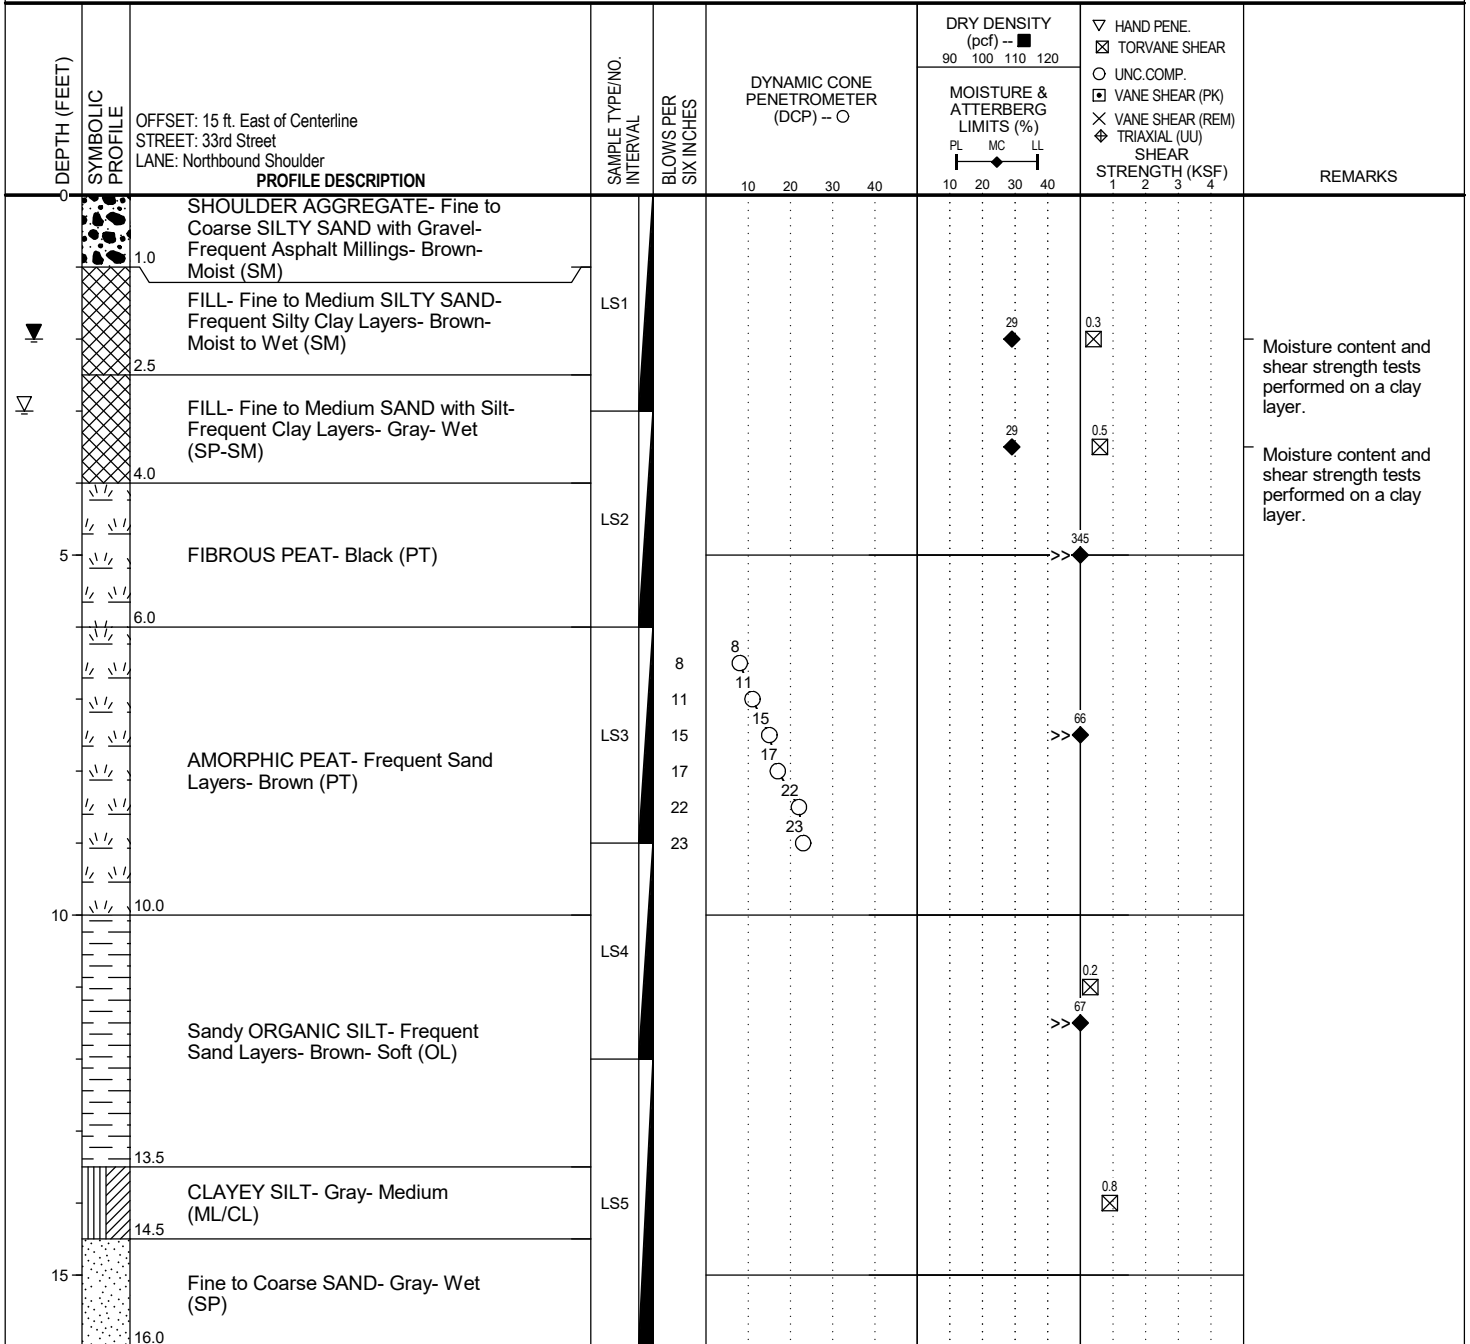 DEPTH (FEET)
SYMBOLIC
PROFILE
OFFSET: 15 ft. East of Centerline
STREET: 33rd Street
LANE: Northbound Shoulder
PROFILE DESCRIPTION
SAMPLE TYPE/NO.
INTERVAL
BLOWS PER
SIX INCHES
DYNAMIC CONE
PENETROMETER
(DCP) -- O
10 20 30 40
DRY DENSITY
(pcf) -- ■
90 100 110 120
MOISTURE &
ATTERBERG
LIMITS (%)
PL MC LL
10 20 30 40
▽ HAND PENE.
⊠ TORVANE SHEAR
○ UNC.COMP.
⊡ VANE SHEAR (PK)
✕ VANE SHEAR (REM)
TRIAXIAL (UU)
SHEAR
STRENGTH (KSF)
1 2 3 4
REMARKS
0
SHOULDER AGGREGATE- Fine to
Coarse SILTY SAND with Gravel-
Frequent Asphalt Millings- Brown-
Moist (SM)
1.0
FILL- Fine to Medium SILTY SAND-
Frequent Silty Clay Layers- Brown-
Moist to Wet (SM)
LS1
29
0.3
Moisture content and
shear strength tests
performed on a clay
layer.
2.5
FILL- Fine to Medium SAND with Silt-
Frequent Clay Layers- Gray- Wet
(SP-SM)
29
0.5
Moisture content and
shear strength tests
performed on a clay
layer.
4.0
LS2
5
FIBROUS PEAT- Black (PT)
345
>>
6.0
8 8
11 11
AMORPHIC PEAT- Frequent Sand
Layers- Brown (PT)
LS3
15 15
66
>>
17 17
22 22
23 23
10
10.0
LS4
0.2
67
>>
Sandy ORGANIC SILT- Frequent
Sand Layers- Brown- Soft (OL)
13.5
CLAYEY SILT- Gray- Medium
(ML/CL)
LS5
0.8
14.5
15
Fine to Coarse SAND- Gray- Wet
(SP)
16.0